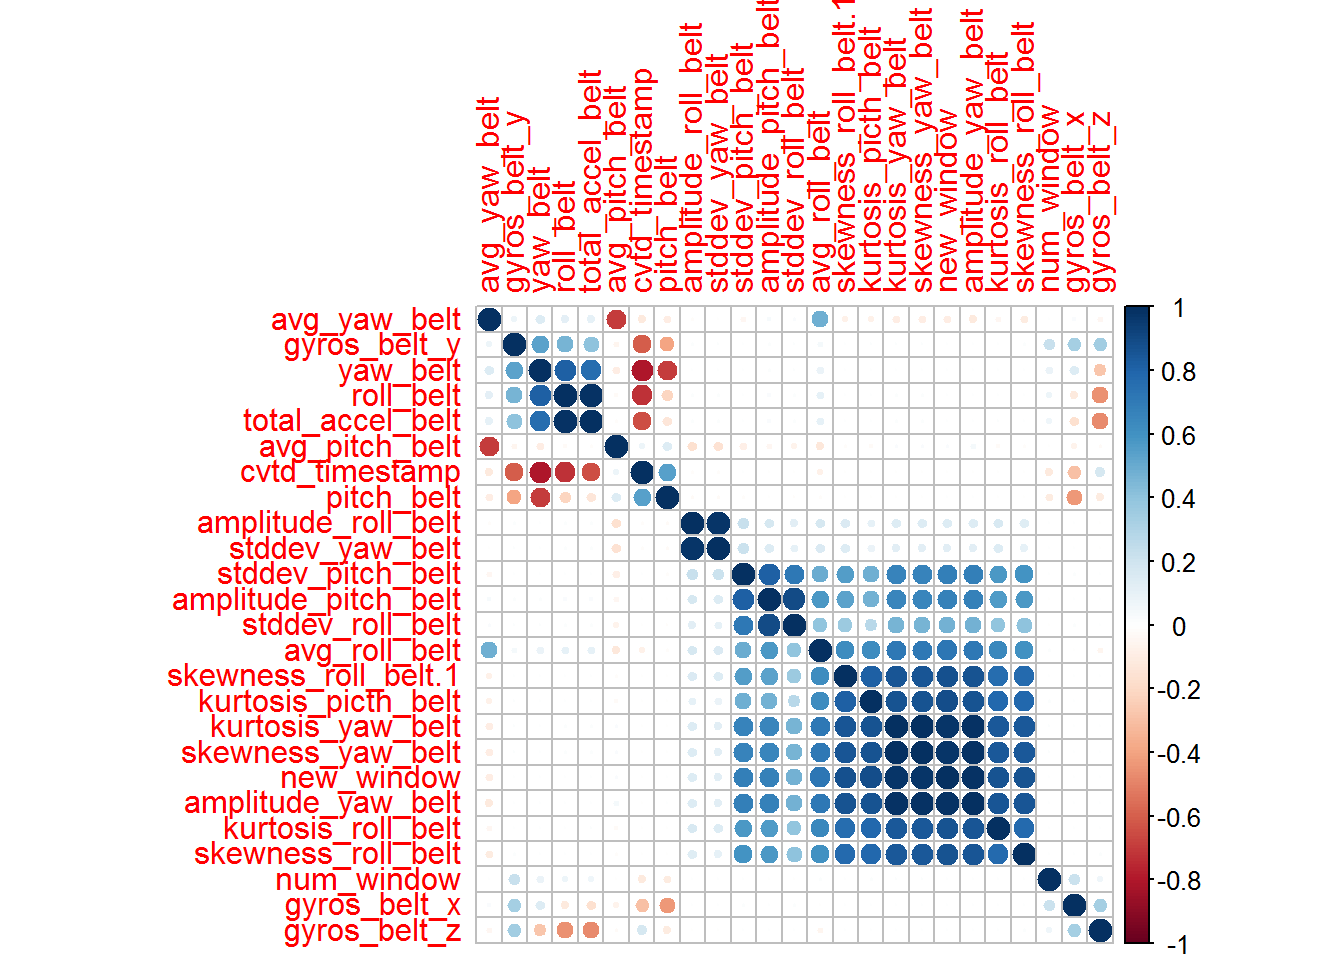 avg_yaw_belt
gyros_belt_y
yaw_belt
roll_belt
total_accel_belt
avg_pitch_belt
cvtd_timestamp
pitch_belt
amplitude_roll_belt
stddev_yaw_belt
stddev_pitch_belt
amplitude_pitch_belt
stddev_roll_belt
avg_roll_belt
skewness_roll_belt.1
kurtosis_picth_belt
kurtosis_yaw_belt
skewness_yaw_belt
new_window
amplitude_yaw_belt
kurtosis_roll_belt
skewness_roll_belt
num_window
gyros_belt_x
gyros_belt_z
avg_yaw_belt
gyros_belt_y
yaw_belt
roll_belt
total_accel_belt
avg_pitch_belt
cvtd_timestamp
pitch_belt
amplitude_roll_belt
stddev_yaw_belt
stddev_pitch_belt
amplitude_pitch_belt
stddev_roll_belt
avg_roll_belt
skewness_roll_belt.1
kurtosis_picth_belt
kurtosis_yaw_belt
skewness_yaw_belt
new_window
amplitude_yaw_belt
kurtosis_roll_belt
skewness_roll_belt
num_window
gyros_belt_x
gyros_belt_z
1
0.8
0.6
0.4
0.2
0
-0.2
-0.4
-0.6
-0.8
-1